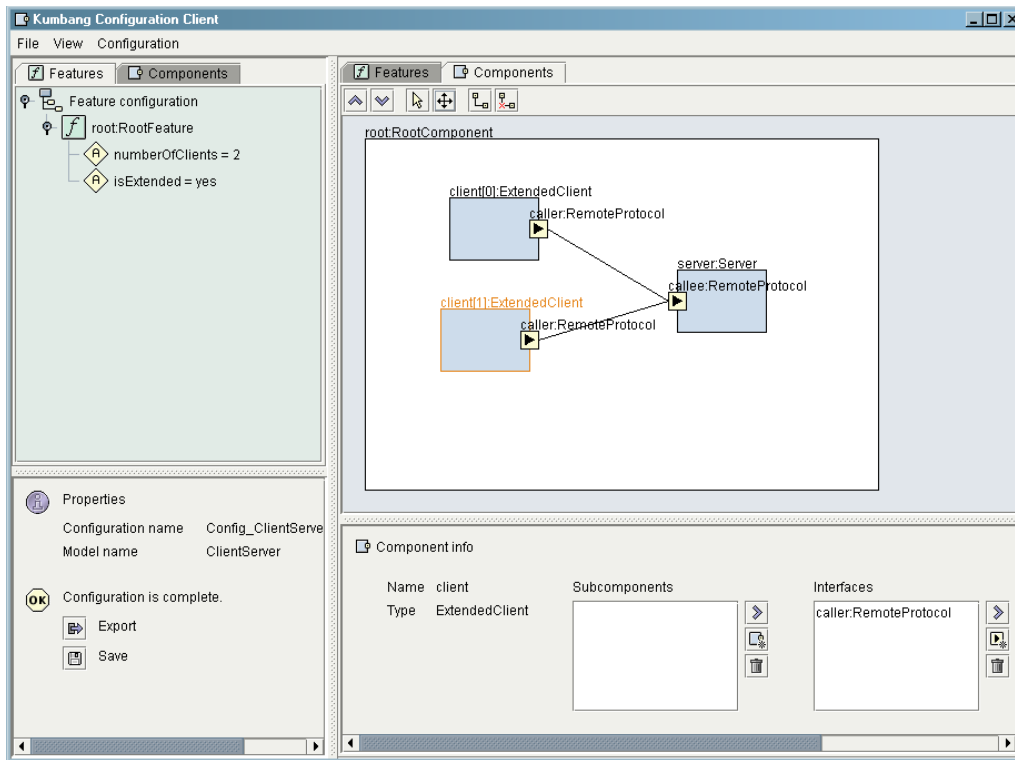 Kumbang Configuration Client
File View Configuration
Features Components
Feature configuration
root:RootFeature
A numberOfClients = 2
A isExtended = yes
Properties
Configuration name Config_ClientServe
Model name ClientServer
OK Configuration is complete.
Export
Save
Features Components
root:RootComponent
client[0]:ExtendedClient
caller:RemoteProtocol
server:Server
callee:RemoteProtocol
client[1]:ExtendedClient
caller:RemoteProtocol
Component info
Name client Subcomponents Interfaces
Type ExtendedClient caller:RemoteProtocol